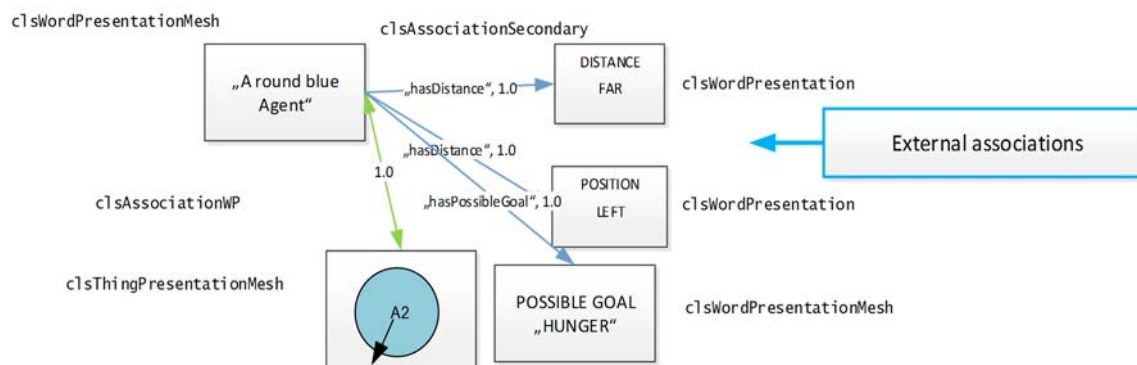 clsWordPresentationMesh
clsAssociationSecondary
„A round blue
Agent“
„hasDistance“, 1.0
DISTANCE
FAR
clsWordPresentation
External associations
„hasDistance“, 1.0
1.0
„hasPossibleGoal“, 1.0
POSITION
LEFT
clsWordPresentation
clsAssociationWP
clsThingPresentationMesh
A2
POSSIBLE GOAL
„HUNGER“
clsWordPresentationMesh